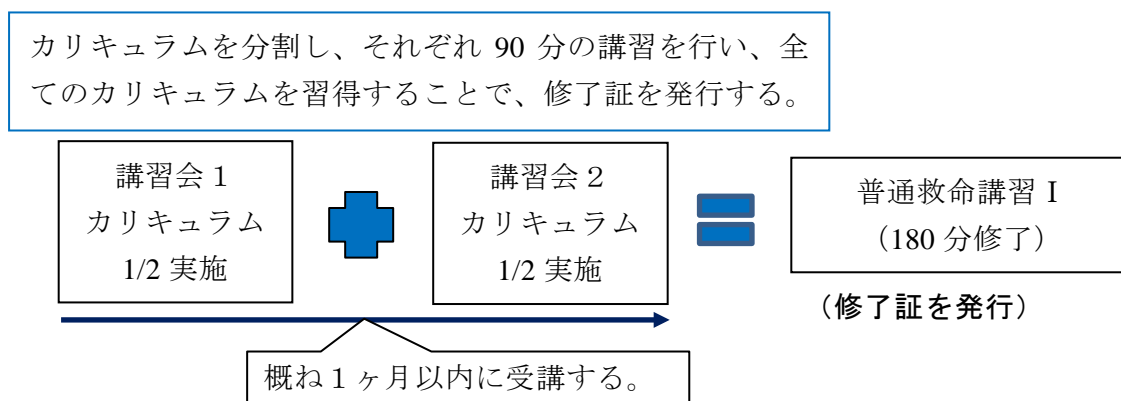 カリキュラムを分割し、それぞれ 90 分の講習を行い、全
てのカリキュラムを習得することで、修了証を発行する。
講習会１
カリキュラム
1/2 実施
講習会２
カリキュラム
1/2 実施
普通救命講習Ⅰ
（180 分修了）
（修了証を発行）
概ね１ヶ月以内に受講する。